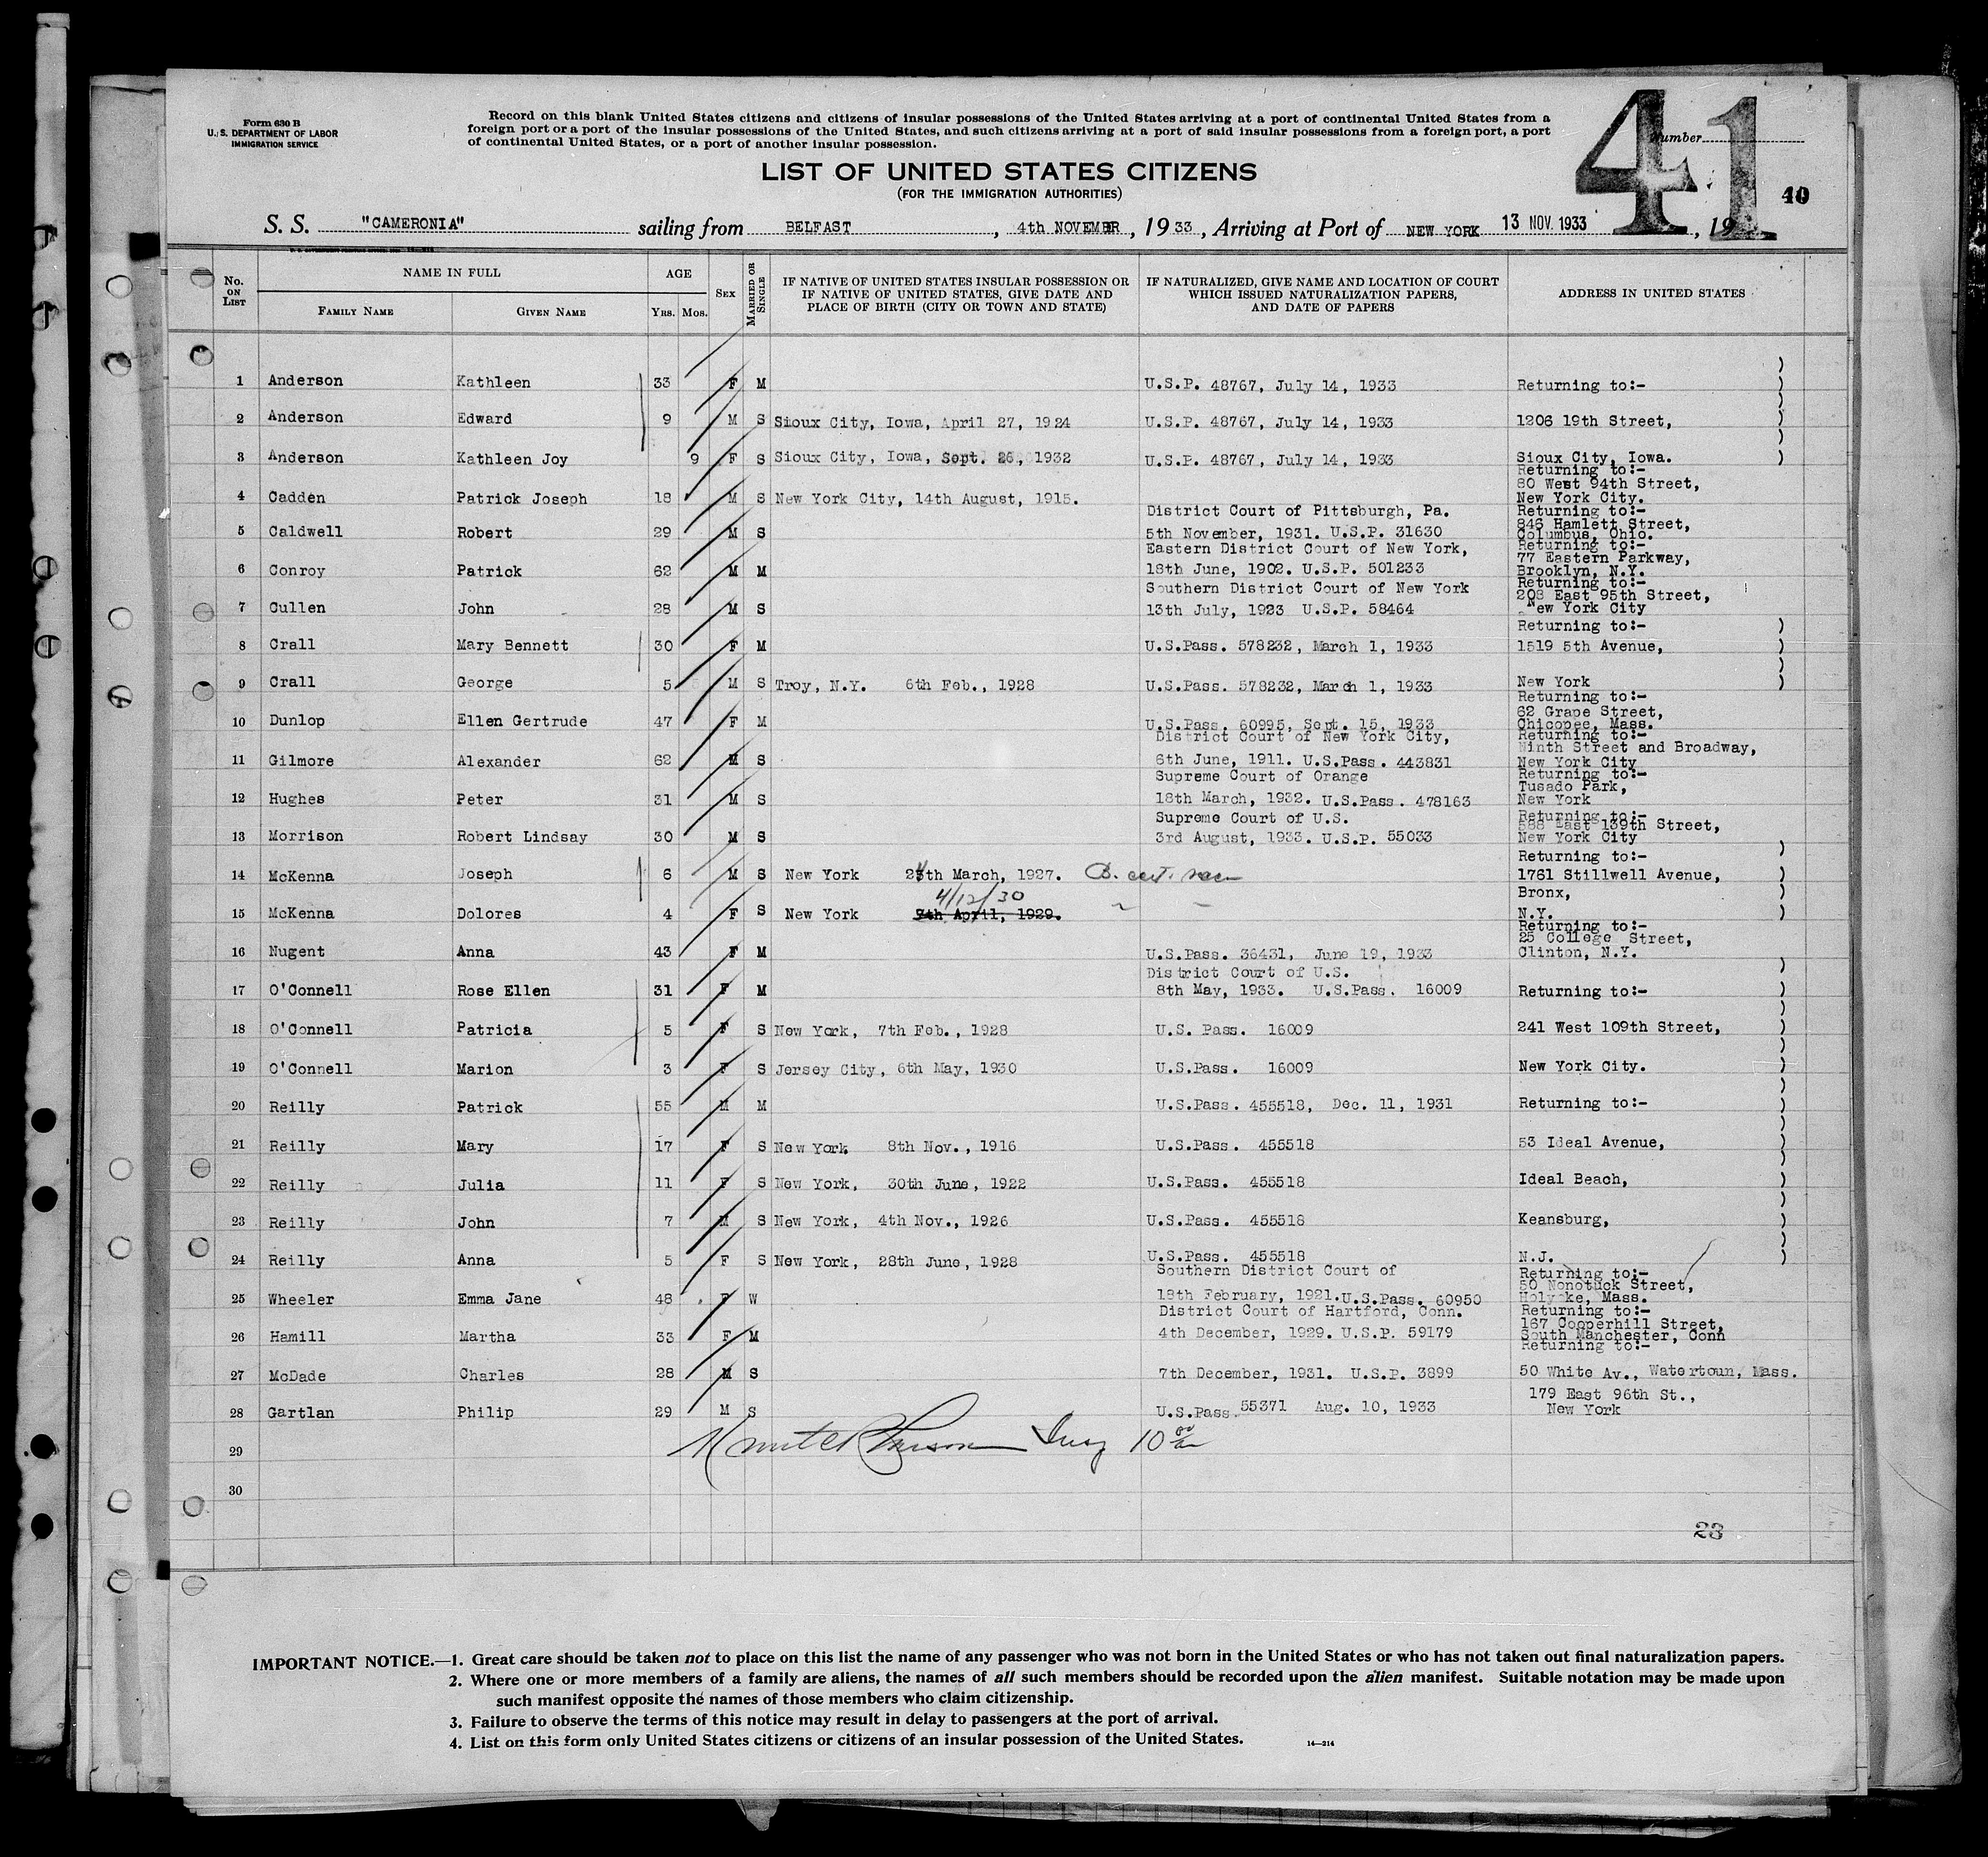 Form 630 B
U. S. DEPARTMENT OF LABOR
IMMIGRATION SERVICE
Record on this blank United States citizens and citizens of insular possessions of the United States arriving at a port of continental United States from a
foreign port or a port of the insular possessions of the United States, and such citizens arriving at a port of said insular possessions from a foreign port, a port
of continental United States, or a port of another insular possession.
Number
41
40
LIST OF UNITED STATES CITIZENS
(FOR THE IMMIGRATION AUTHORITIES)
S. S. "CAMERONIA" sailing from BELFAST, 4th NOVEMBER, 1933, Arriving at Port of NEW YORK 13 NOV. 1933, 19
No. ON LIST
NAME IN FULL
FAMILY NAME
GIVEN NAME
AGE
YRS. MOS.
SEX
MARRIED OR SINGLE
IF NATIVE OF UNITED STATES INSULAR POSSESSION OR
IF NATIVE OF UNITED STATES, GIVE DATE AND
PLACE OF BIRTH (CITY OR TOWN AND STATE)
IF NATURALIZED, GIVE NAME AND LOCATION OF COURT
WHICH ISSUED NATURALIZATION PAPERS,
AND DATE OF PAPERS
ADDRESS IN UNITED STATES
1 Anderson Kathleen 33 F M U.S.P. 48767, July 14, 1933 Returning to:-
2 Anderson Edward 9 M S Sioux City, Iowa, April 27, 1924 U.S.P. 48767, July 14, 1933 1206 19th Street,
3 Anderson Kathleen Joy 9 F S Sioux City, Iowa, Sept. 26, 1932 U.S.P. 48767, July 14, 1933 Sioux City, Iowa.
Returning to:-
80 West 94th Street,
4 Cadden Patrick Joseph 18 M S New York City, 14th August, 1915. New York City.
District Court of Pittsburgh, Pa. Returning to:-
846 Hamlett Street,
5 Caldwell Robert 29 M S 5th November, 1931. U.S.P. 31630 Columbus, Ohio.
Eastern District Court of New York, Returning to:-
77 Eastern Parkway,
6 Conroy Patrick 62 M M 18th June, 1902. U.S.P. 501233 Brooklyn, N.Y.
Southern District Court of New York Returning to:-
208 East 95th Street,
7 Cullen John 28 M S 13th July, 1923 U.S.P. 58464 New York City
Returning to:-
8 Crall Mary Bennett 30 F M U.S.Pass. 578232, March 1, 1933 1519 5th Avenue,
9 Crall George 5 M S Troy, N.Y. 6th Feb., 1928 U.S.Pass. 578232, March 1, 1933 New York
Returning to:-
62 Grape Street,
10 Dunlop Ellen Gertrude 47 F M U.S.Pass. 60995, Sept. 15, 1933 Chicopee, Mass.
District Court of New York City, Returning to:-
Ninth Street and Broadway,
11 Gilmore Alexander 62 M S 6th June, 1911. U.S.Pass. 443831 New York City
Supreme Court of Orange Returning to:-
Tusado Park,
12 Hughes Peter 31 M S 18th March, 1932. U.S.Pass. 478163 New York
Supreme Court of U.S. Returning to:-
588 East 139th Street,
13 Morrison Robert Lindsay 30 M S 3rd August, 1933. U.S.P. 55033 New York City
Returning to:-
14 McKenna Joseph 6 M S New York th March, 1927. B. cert. seen 1761 Stillwell Avenue,
4/12/30 Bronx,
15 McKenna Dolores 4 F S New York 7th April, 1929. N.Y.
Returning to:-
25 College Street,
16 Nugent Anna 43 F M U.S.Pass. 36431, June 19, 1933 Clinton, N.Y.
District Court of U.S.
17 O'Connell Rose Ellen 31 F M 8th May, 1933. U.S.Pass. 16009 Returning to:-
18 O'Connell Patricia 5 F S New York, 7th Feb., 1928 U.S. Pass. 16009 241 West 109th Street,
19 O'Connell Marion 3 F S Jersey City, 6th May, 1930 U.S.Pass. 16009 New York City.
20 Reilly Patrick 55 M M U.S.Pass. 455518, Dec. 11, 1931 Returning to:-
21 Reilly Mary 17 F S New York 8th Nov., 1916 U.S.Pass. 455518 53 Ideal Avenue,
22 Reilly Julia 11 F S New York, 30th June, 1922 U.S.Pass. 455518 Ideal Beach,
23 Reilly John 7 M S New York, 4th Nov., 1926 U.S.Pass. 455518 Keansburg,
24 Reilly Anna 5 F S New York, 28th June, 1928 U.S.Pass. 455518 N.J.
Southern District Court of Returning to:-
50 Nonotuck Street,
25 Wheeler Emma Jane 48 F W 18th February, 1921. U.S.Pass. 60950 Holyoke, Mass.
District Court of Hartford, Conn. Returning to:-
167 Cooperhill Street,
26 Hamill Martha 33 F M 4th December, 1929. U.S.P. 59179 South Manchester, Conn
Returning to:-
27 McDade Charles 28 M S 7th December, 1931. U.S.P. 3899 50 White Av., Watertoun, Mass.
179 East 96th St.,
28 Gartlan Philip 29 M S U.S.Pass. 55371 Aug. 10, 1933 New York
29 Insp 10
30
28
IMPORTANT NOTICE.—1. Great care should be taken not to place on this list the name of any passenger who was not born in the United States or who has not taken out final naturalization papers.
2. Where one or more members of a family are aliens, the names of all such members should be recorded upon the alien manifest. Suitable notation may be made upon
such manifest opposite the names of those members who claim citizenship.
3. Failure to observe the terms of this notice may result in delay to passengers at the port of arrival.
4. List on this form only United States citizens or citizens of an insular possession of the United States.
14—214